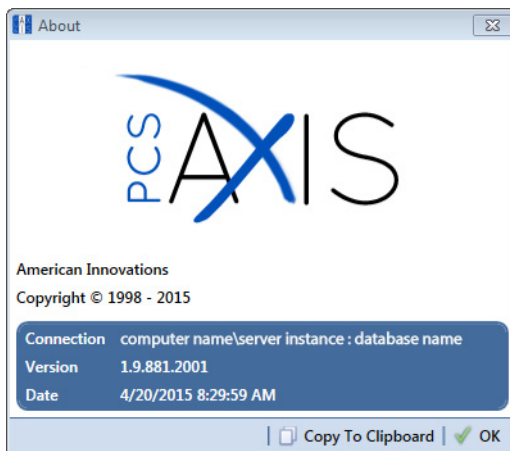 About
PCS
AXIS
American Innovations
Copyright © 1998 - 2015
Connection computer name\server instance : database name
Version 1.9.881.2001
Date 4/20/2015 8:29:59 AM
Copy To Clipboard OK